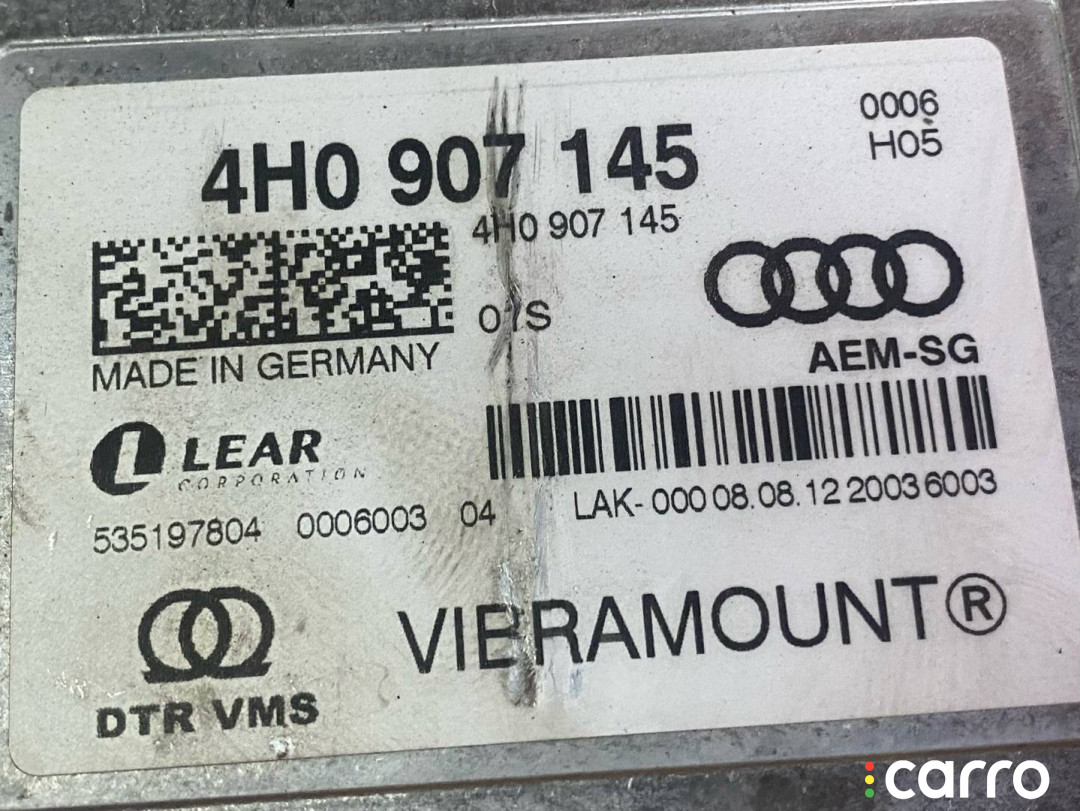 0006
H05
4H0 907 145
4H0 907 145
MADE IN GERMANY
AEM-SG
LEAR
CORPORATION
535197804 0006003 04
LAK- 000 08.08.12 2003 6003
VIBRAMOUNT®
DTR VMS
carro